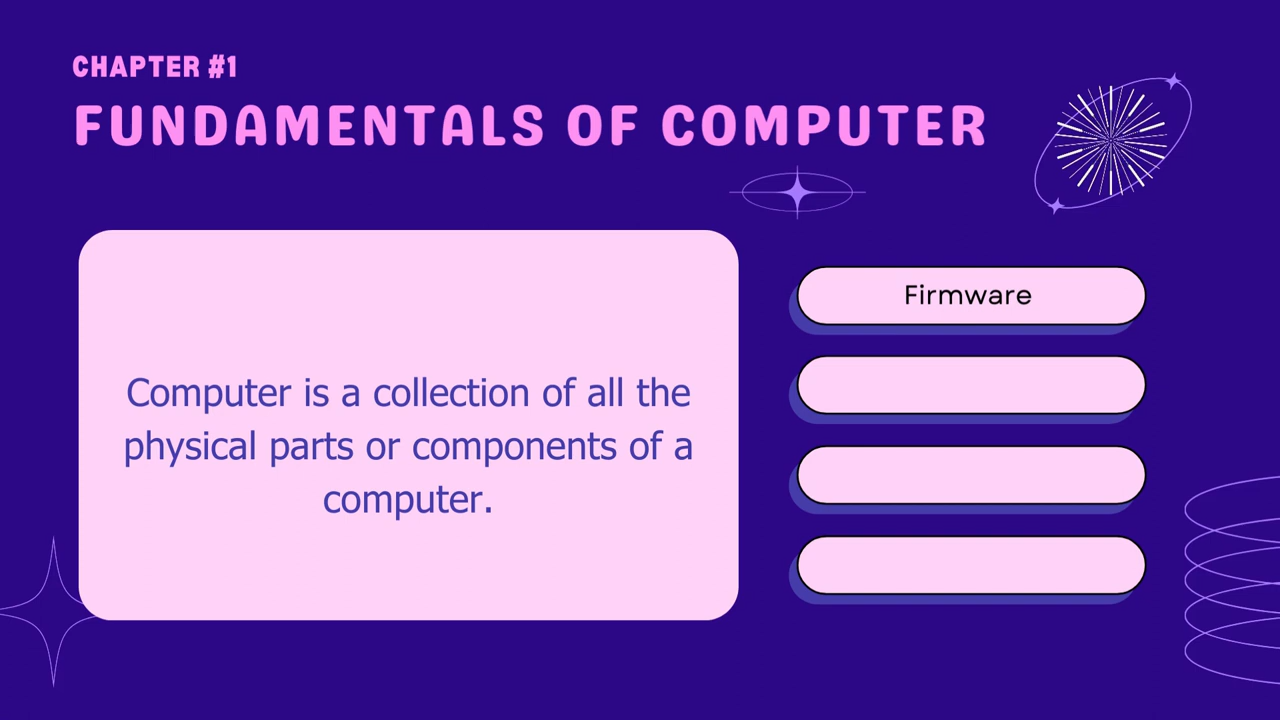 CHAPTER #1
FUNDAMENTALS OF COMPUTER
Firmware
Computer is a collection of all the
physical parts or components of a
computer.